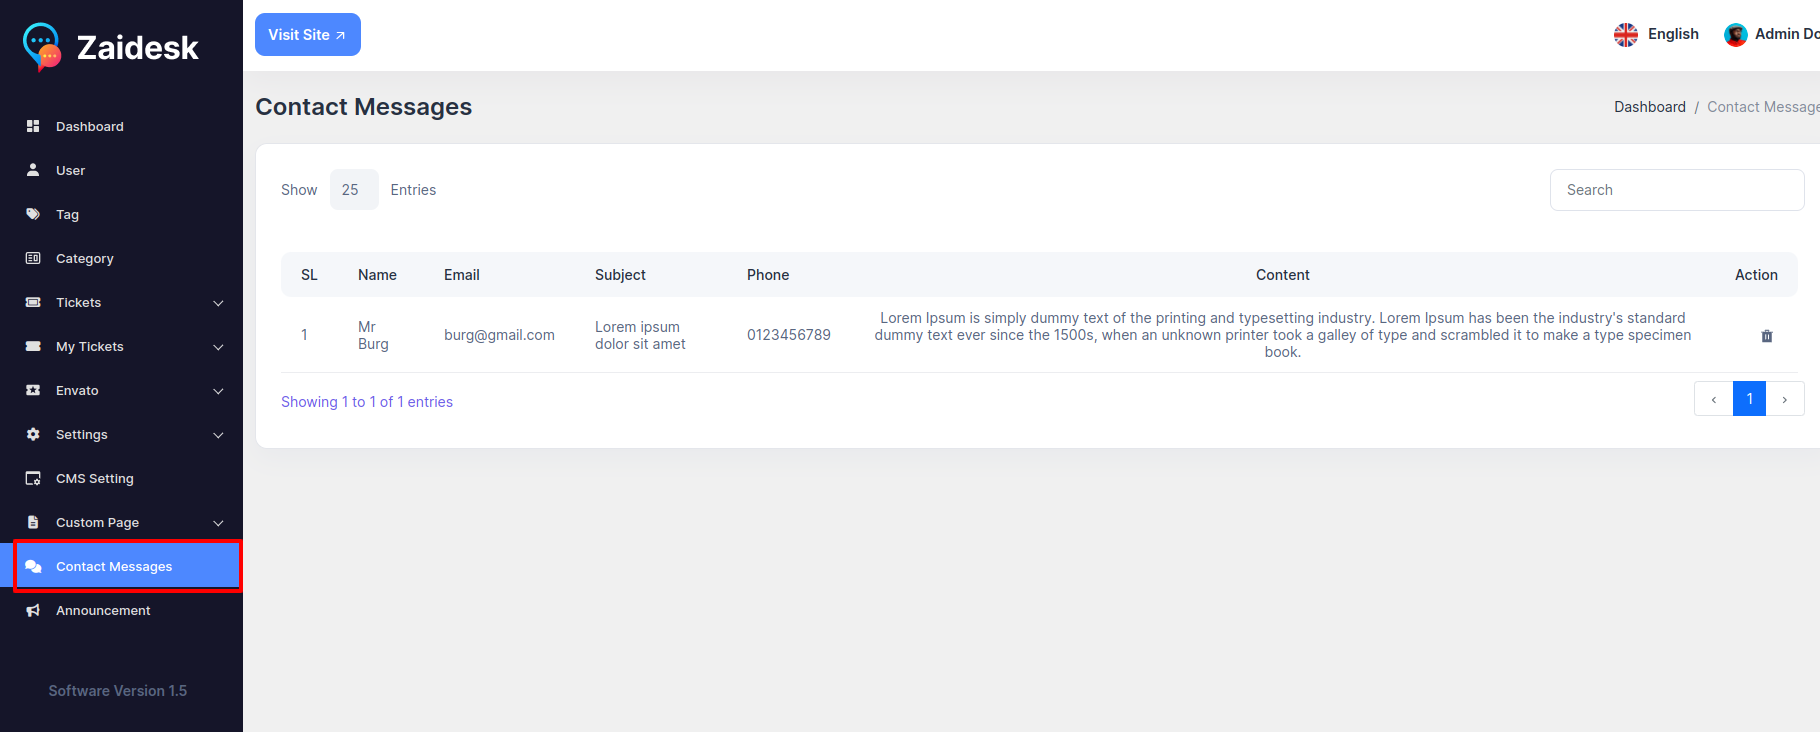 Zaidesk
Visit Site
English
Admin Do
Dashboard
User
Tag
Category
Tickets
My Tickets
Envato
Settings
CMS Setting
Custom Page
Contact Messages
Announcement
Software Version 1.5
Contact Messages
Dashboard / Contact Message
Show 25 Entries
Search
SL Name Email Subject Phone Content Action
1
Mr
Burg
burg@gmail.com
Lorem ipsum
dolor sit amet
0123456789
Lorem Ipsum is simply dummy text of the printing and typesetting industry. Lorem Ipsum has been the industry's standard
dummy text ever since the 1500s, when an unknown printer took a galley of type and scrambled it to make a type specimen
book.
Showing 1 to 1 of 1 entries
‹ 1 ›